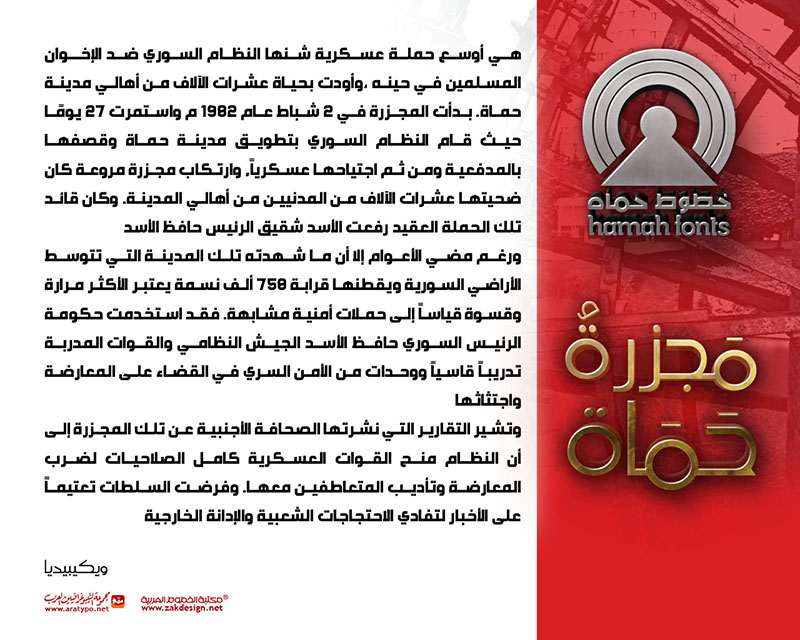 هي أوسع حملة عسكرية شنها النظام السوري ضد الإخوان
المسلمين في حينه ،وأودت بحياة عشرات الآلاف من أهالي مدينة
حماة. بدأت المجزرة في 2 شباط عام 1982 م واستمرت 27 يومًا
حيث قام النظام السوري بتطويق مدينة حماة وقصفها
بالمدفعية ومن ثم اجتياحها عسكرياً، وارتكاب مجزرة مروعة كان
ضحيتها عشرات الآلاف من المدنيين من أهالي المدينة. وكان قائد
تلك الحملة العقيد رفعت الأسد شقيق الرئيس حافظ الأسد
ورغم مضي الأعوام إلا أن ما شهدته تلك المدينة التي تتوسط
الأراضي السورية ويقطنها قرابة 750 ألف نسمة يعتبر الأكثر مرارة
وقسوة قياساً إلى حملات أمنية مشابهة. فقد استخدمت حكومة
الرئيس السوري حافظ الأسد الجيش النظامي والقوات المدربة
تدريباً قاسياً ووحدات من الأمن السري في القضاء على المعارضة
واجتثاثها
وتشير التقارير التي نشرتها الصحافة الأجنبية عن تلك المجزرة إلى
أن النظام منح القوات العسكرية كامل الصلاحيات لضرب
المعارضة وتأديب المتعاطفين معها. وفرضت السلطات تعتيماً
على الأخبار لتفادي الاحتجاجات الشعبية والإدانة الخارجية
ويكيبيديا
خطوط حماه
hamah fonts
مَجزرةُ
حَمَاة
مكتبة الخطوط العربية®
www.zakdesign.net
www.aratypo.net